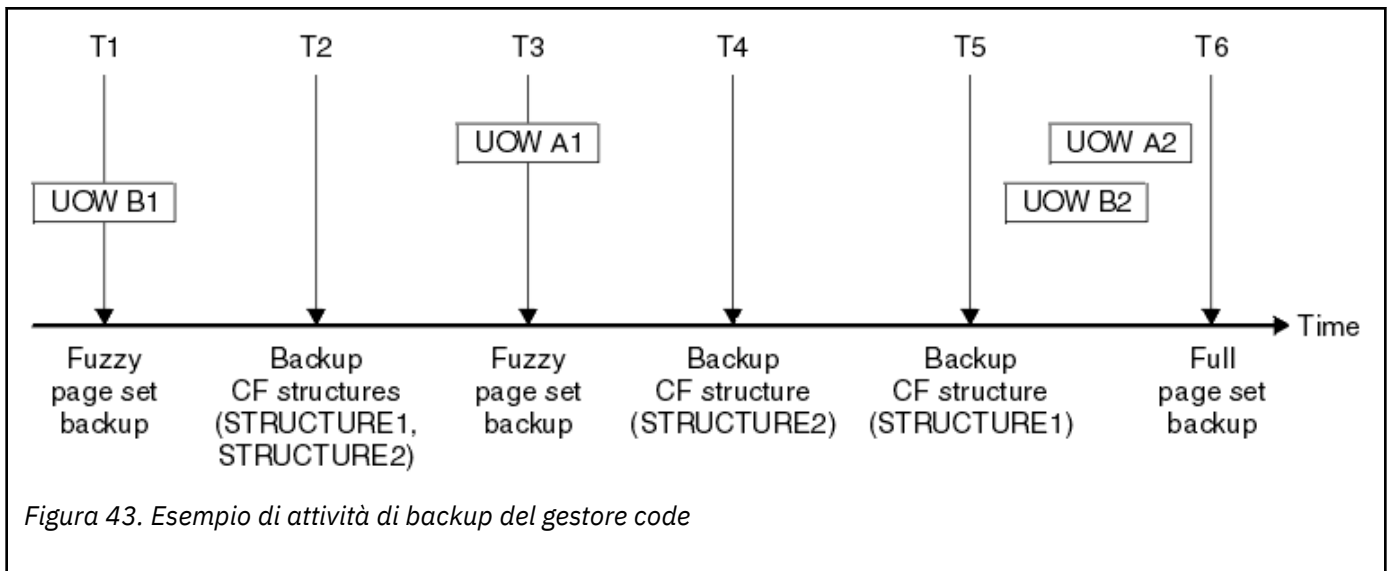 T1 T2 T3 T4 T5 T6
UOW A1 UOW A2
UOW B1 UOW B2
Time
Fuzzy
page set
backup
Backup
CF structures
(STRUCTURE1,
STRUCTURE2)
Fuzzy
page set
backup
Backup
CF structure
(STRUCTURE2)
Backup
CF structure
(STRUCTURE1)
Full
page set
backup
Figura 43. Esempio di attività di backup del gestore code